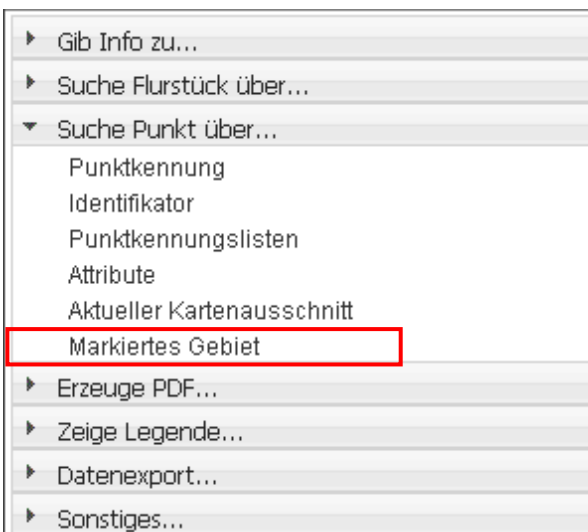 Gib Info zu...
Suche Flurstück über...
Suche Punkt über...
Punktkennung
Identifikator
Punktkennungslisten
Attribute
Aktueller Kartenausschnitt
Markiertes Gebiet
Erzeuge PDF...
Zeige Legende...
Datenexport...
Sonstiges...